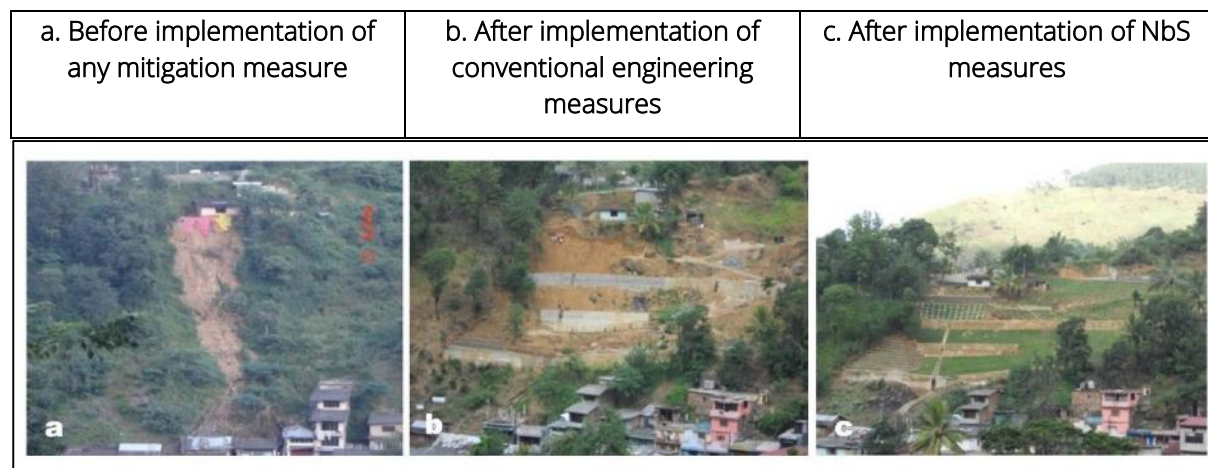 a. Before implementation of
any mitigation measure
b. After implementation of
conventional engineering
measures
c. After implementation of NbS
measures
a
b
c